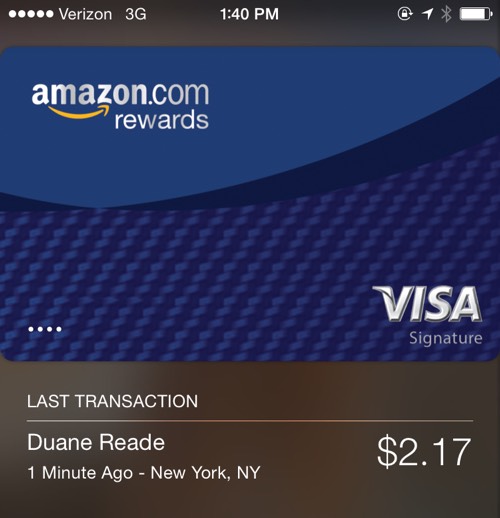 Verizon 3G 1:40 PM
amazon.com
rewards
VISA
Signature
••••
LAST TRANSACTION
Duane Reade
$2.17
1 Minute Ago - New York, NY